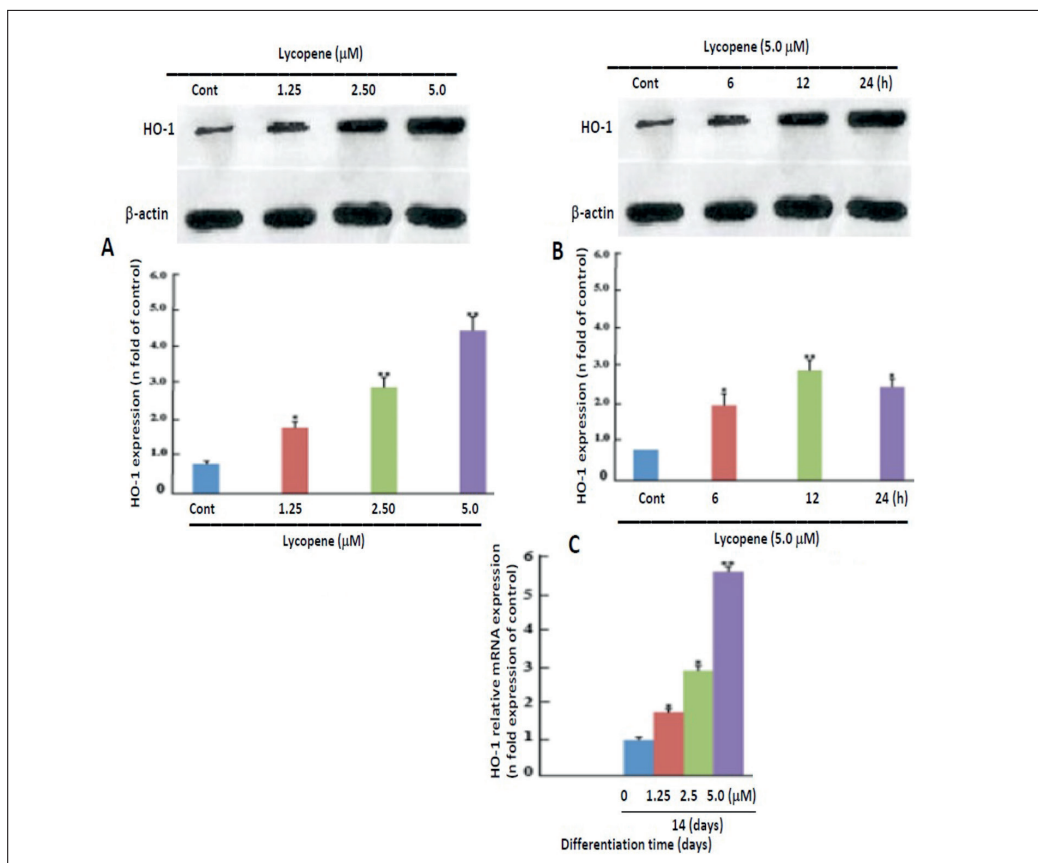 Lycopene (μM)
Cont 1.25 2.50 5.0
HO-1
β-actin
A
HO-1 expression (n fold of control)
6.0
5.0
4.0
3.0
2.0
1.0
0
*
**
**
Cont 1.25 2.50 5.0
Lycopene (μM)
Lycopene (5.0 μM)
Cont 6 12 24 (h)
HO-1
β-actin
B
HO-1 expression (n fold of control)
6.0
5.0
4.0
3.0
2.0
1.0
0
*
**
*
Cont 6 12 24 (h)
Lycopene (5.0 μM)
C
HO-1 relative mRNA expression
(n fold expression of control)
6
5
3
2
1
0
*
*
**
0 1.25 2.5 5.0 (μM)
14 (days)
Differentiation time (days)